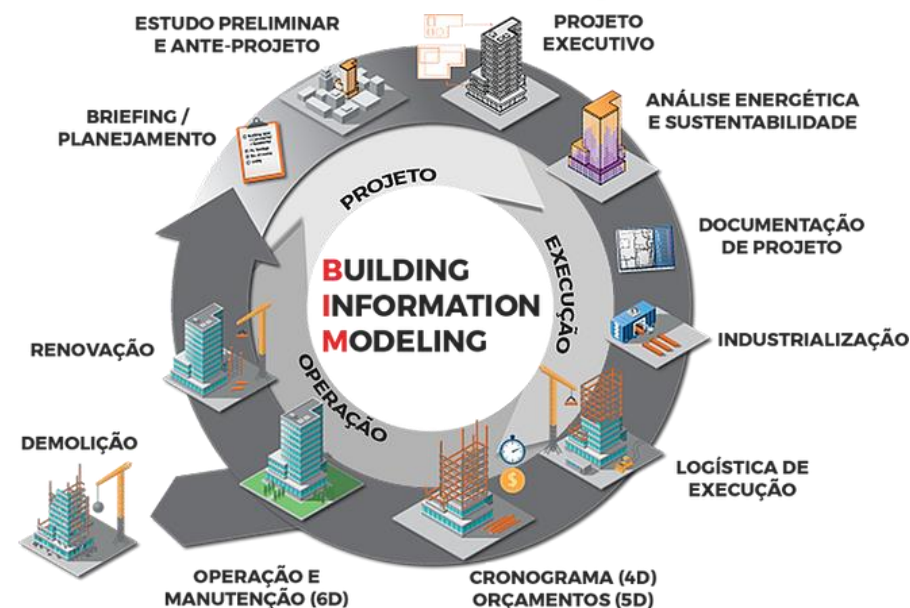 ESTUDO PRELIMINAR
E ANTE-PROJETO
PROJETO
EXECUTIVO
BRIEFING /
PLANEJAMENTO
ANÁLISE ENERGÉTICA
E SUSTENTABILIDADE
PROJETO
DOCUMENTAÇÃO
DE PROJETO
EXECUÇÃO
BUILDING
INFORMATION
MODELING
INDUSTRIALIZAÇÃO
RENOVAÇÃO
OPERAÇÃO
DEMOLIÇÃO
LOGÍSTICA DE
EXECUÇÃO
$
OPERAÇÃO E
MANUTENÇÃO (6D)
CRONOGRAMA (4D)
ORÇAMENTOS (5D)